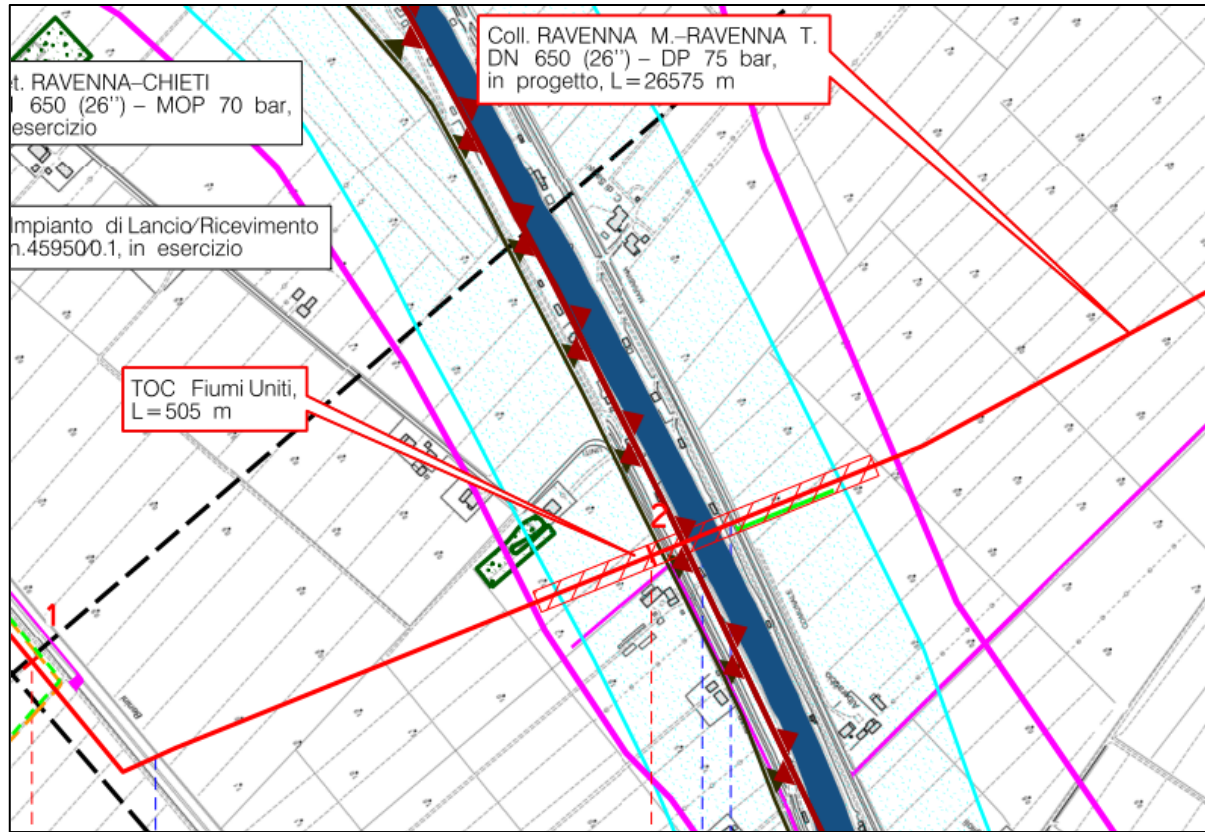 Coll. RAVENNA M.–RAVENNA T.
DN 650 (26'') – DP 75 bar,
in progetto, L=26575 m
et. RAVENNA–CHIETI
650 (26'') – MOP 70 bar,
esercizio
Impianto di Lancio/Ricevimento
n.45950/0.1, in esercizio
TOC Fiumi Uniti,
L=505 m
2
1